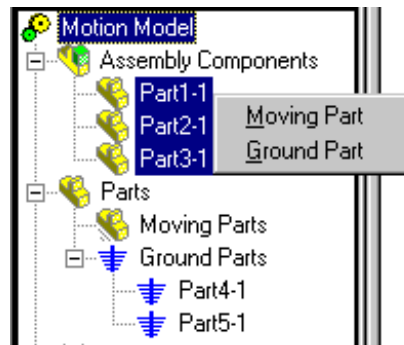 Motion Model
Assembly Components
Part1-1
Part2-1
Part3-1
Moving Part
Ground Part
Parts
Moving Parts
Ground Parts
Part4-1
Part5-1